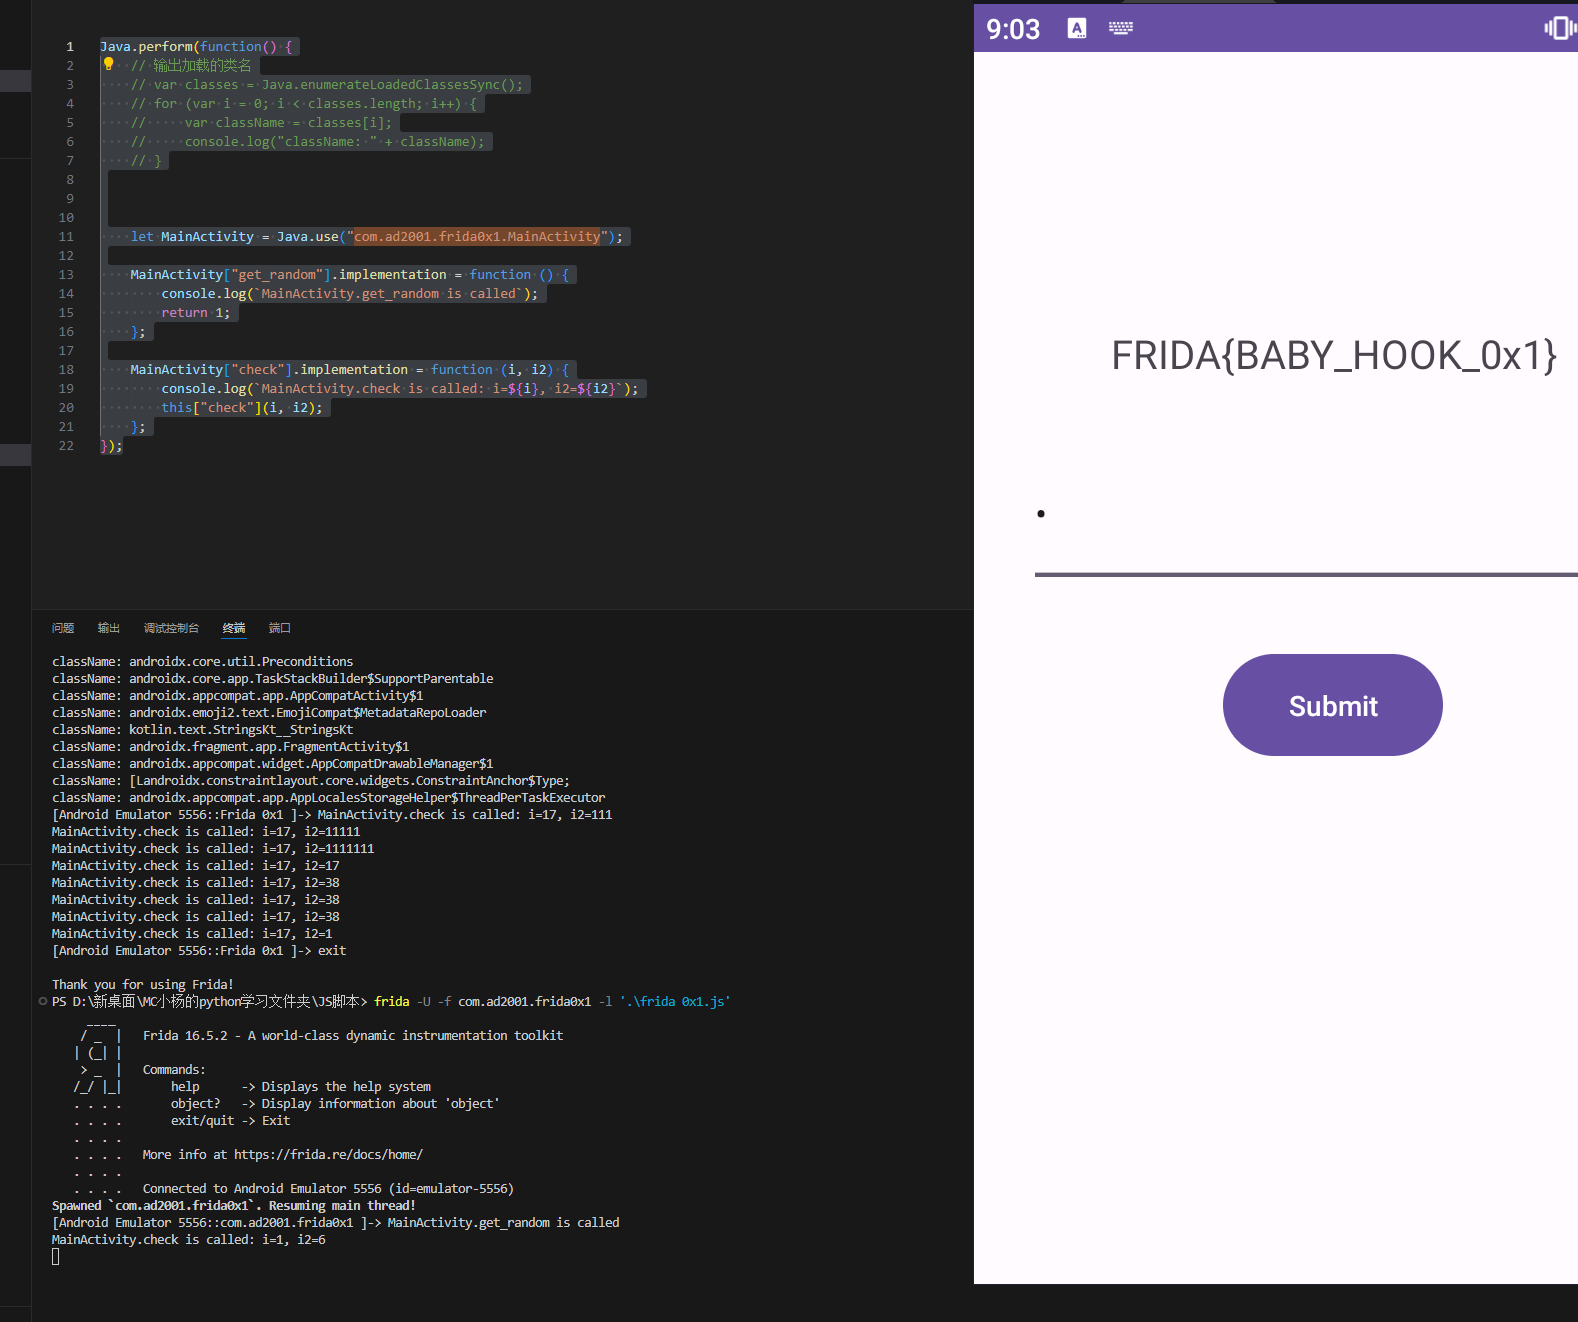 1 Java.perform(function() {
2 // 输出加载的类名
3 // var classes = Java.enumerateLoadedClassesSync();
4 // for (var i = 0; i < classes.length; i++) {
5 //     var className = classes[i];
6 //     console.log("className: " + className);
7 // }
8
9
10
11 let MainActivity = Java.use("com.ad2001.frida0x1.MainActivity");
12
13 MainActivity["get_random"].implementation = function () {
14 console.log(`MainActivity.get_random is called`);
15 return 1;
16 };
17
18 MainActivity["check"].implementation = function (i, i2) {
19 console.log(`MainActivity.check is called: i=${i}, i2=${i2}`);
20 this["check"](i, i2);
21 };
22 });
问题 输出 调试控制台 终端 端口
className: androidx.core.util.Preconditions
className: androidx.core.app.TaskStackBuilder$SupportParentable
className: androidx.appcompat.app.AppCompatActivity$1
className: androidx.emoji2.text.EmojiCompat$MetadataRepoLoader
className: kotlin.text.StringsKt__StringsKt
className: androidx.fragment.app.FragmentActivity$1
className: androidx.appcompat.widget.AppCompatDrawableManager$1
className: [Landroidx.constraintlayout.core.widgets.ConstraintAnchor$Type;
className: androidx.appcompat.app.AppLocalesStorageHelper$ThreadPerTaskExecutor
[Android Emulator 5556::Frida 0x1 ]-> MainActivity.check is called: i=17, i2=111
MainActivity.check is called: i=17, i2=11111
MainActivity.check is called: i=17, i2=1111111
MainActivity.check is called: i=17, i2=17
MainActivity.check is called: i=17, i2=38
MainActivity.check is called: i=17, i2=38
MainActivity.check is called: i=17, i2=38
MainActivity.check is called: i=17, i2=1
[Android Emulator 5556::Frida 0x1 ]-> exit
Thank you for using Frida!
PS D:\新桌面\MC小杨的python学习文件夹\JS脚本> frida -U -f com.ad2001.frida0x1 -l '.\frida 0x1.js'
     ____
    / _  |   Frida 16.5.2 - A world-class dynamic instrumentation toolkit
   | (_| |
    > _  |   Commands:
   /_/ |_|       help      -> Displays the help system
   . . . .       object?   -> Display information about 'object'
   . . . .       exit/quit -> Exit
   . . . .
   . . . .   More info at https://frida.re/docs/home/
   . . . .
   . . . .   Connected to Android Emulator 5556 (id=emulator-5556)
Spawned `com.ad2001.frida0x1`. Resuming main thread!
[Android Emulator 5556::com.ad2001.frida0x1 ]-> MainActivity.get_random is called
MainActivity.check is called: i=1, i2=6
9:03 A
FRIDA{BABY_HOOK_0x1}
.
Submit